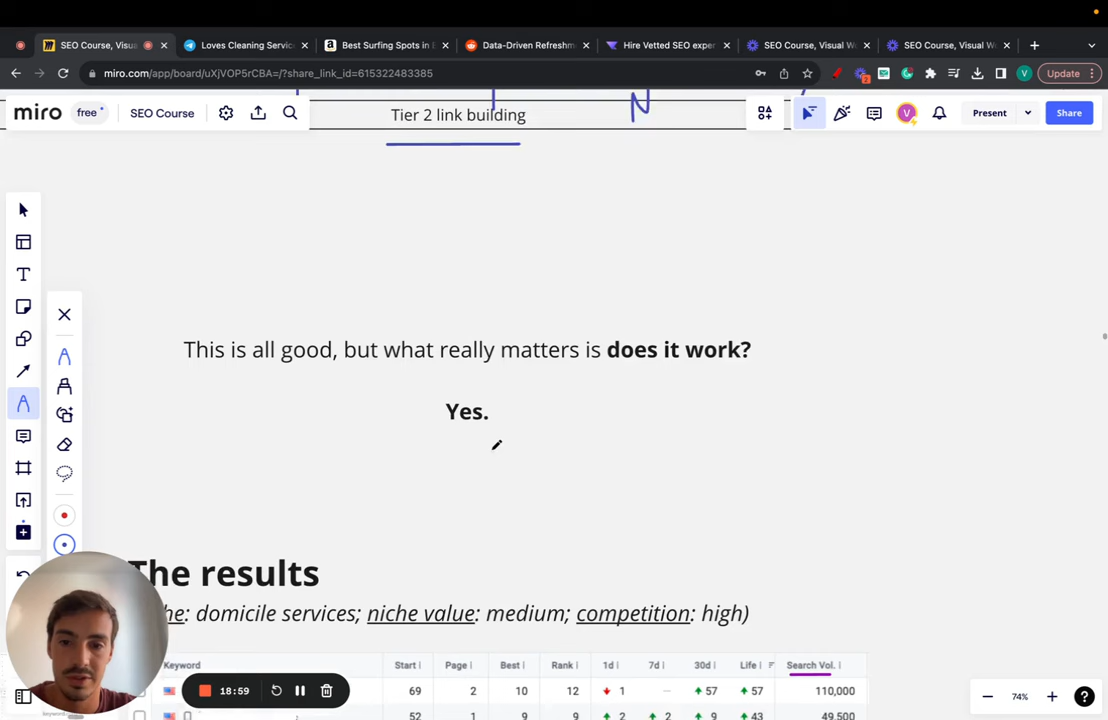 SEO Course, Visua
Loves Cleaning Servic
Best Surfing Spots in
Data-Driven Refreshm
Hire Vetted SEO exper
SEO Course, Visual W
SEO Course, Visual W
miro.com/app/board/uXjVOP5rCBA=/?share_link_id=615322483385
2
V
Update
miro
free
SEO Course
Tier 2 link building
N
V
Present
Share
This is all good, but what really matters is does it work?
Yes.
The results
he: domicile services; niche value: medium; competition: high)
Keyword Start Page Best Rank 1d 7d 30d Life Search Vol.
69 2 10 12 1 — 57 57 110,000
52 1 9 9 2 2 9 43 49,500
18:59
74%